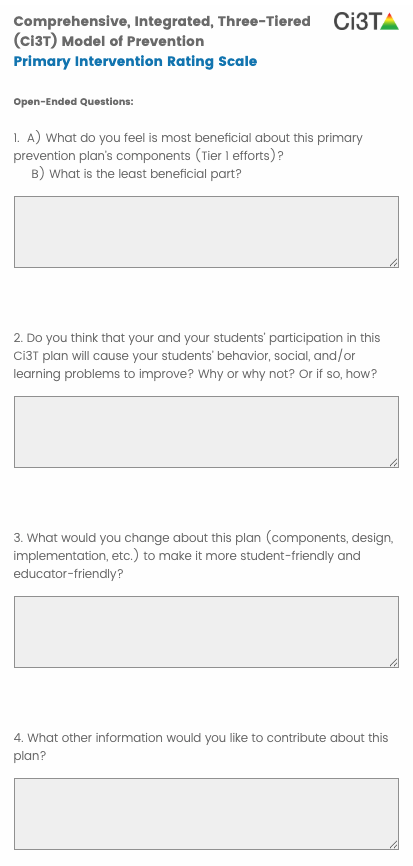 Comprehensive, Integrated, Three-Tiered
(Ci3T) Model of Prevention
Ci3T
Primary Intervention Rating Scale
Open-Ended Questions:
1.  A) What do you feel is most beneficial about this primary
prevention plan's components (Tier 1 efforts)?
B) What is the least beneficial part?
2. Do you think that your and your students' participation in this
Ci3T plan will cause your students' behavior, social, and/or
learning problems to improve? Why or why not? Or if so, how?
3. What would you change about this plan (components, design,
implementation, etc.) to make it more student-friendly and
educator-friendly?
4. What other information would you like to contribute about this
plan?